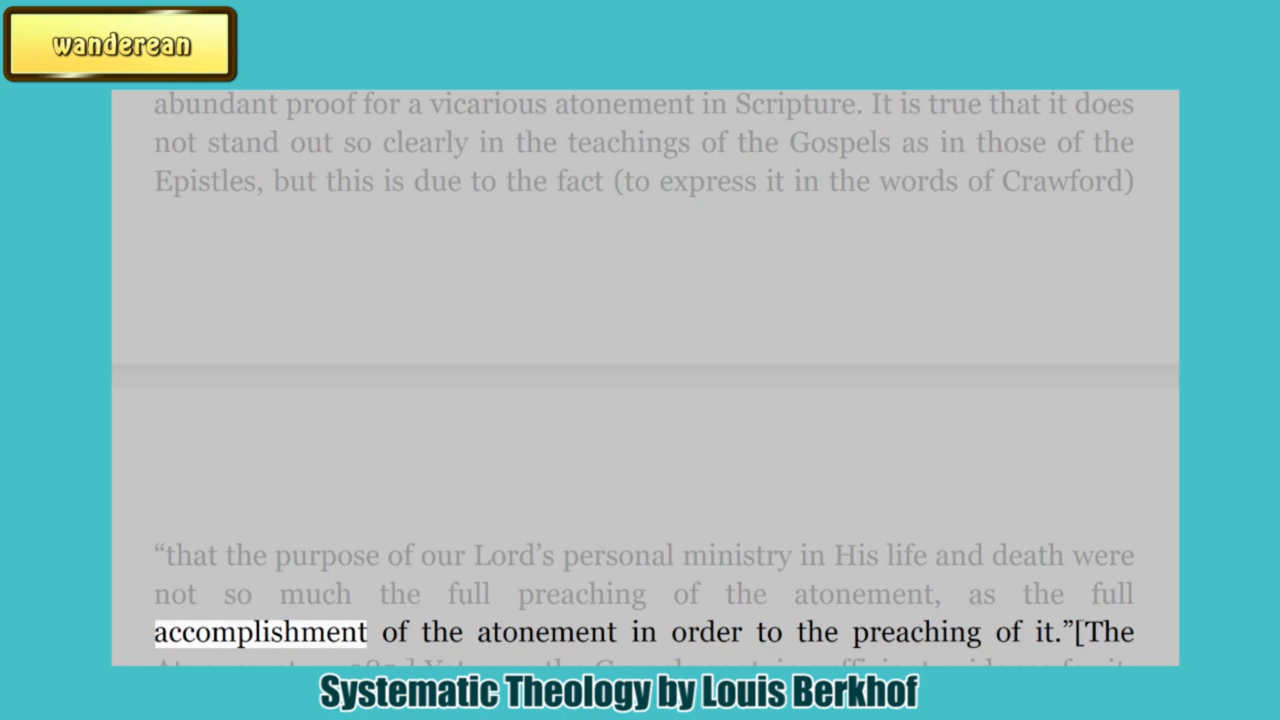 wanderean
abundant proof for a vicarious atonement in Scripture. It is true that it does
not stand out so clearly in the teachings of the Gospels as in those of the
Epistles, but this is due to the fact (to express it in the words of Crawford)
“that the purpose of our Lord’s personal ministry in His life and death were
not so much the full preaching of the atonement, as the full
accomplishment of the atonement in order to the preaching of it.”[The
Systematic Theology by Louis Berkhof